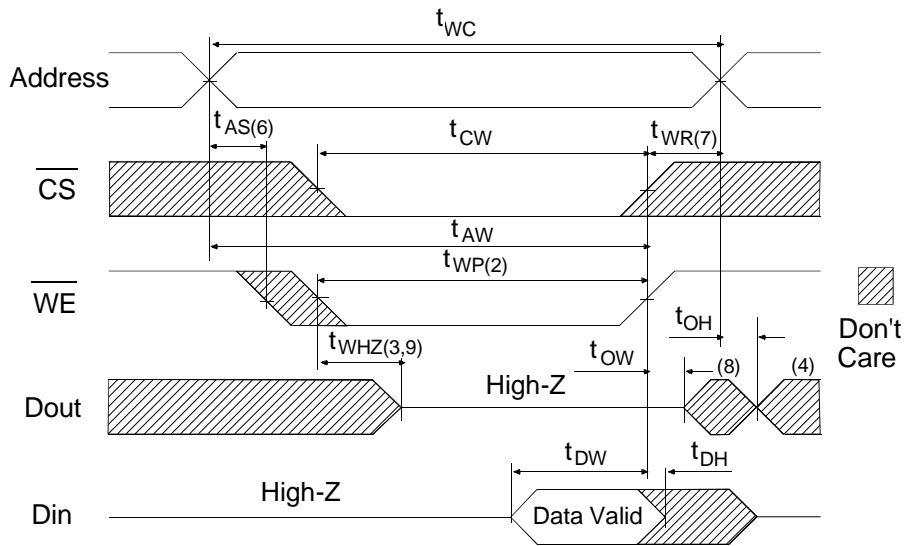 tWC
Address
tAS(6)
tCW
tWR(7)
CS
tAW
tWP(2)
WE
tOH
Don't
Care
tWHZ(3,9)
tOW
(8)
(4)
High-Z
Dout
tDW
tDH
High-Z
Din
Data Valid